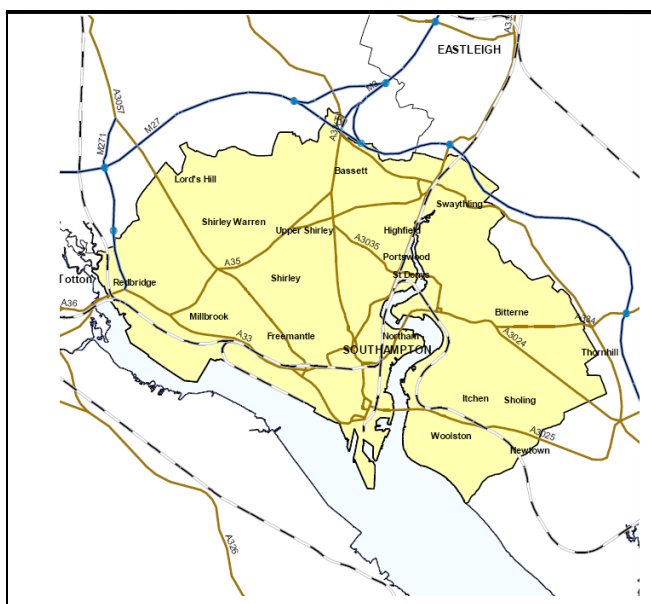 A335
EASTLEIGH
M3
A3057
M27
A33
M271
Bassett
Lord's Hill
Swaythling
Shirley Warren
Upper Shirley
Highfield
A3035
Portswood
A35
St Denys
Shirley
Totton
Redbridge
A36
Millbrook
Bitterne
A334
A33
Freemantle
Northam
A3024
SOUTHAMPTON
Thornhill
Itchen
Sholing
Woolston
A3025
Newtown
A326